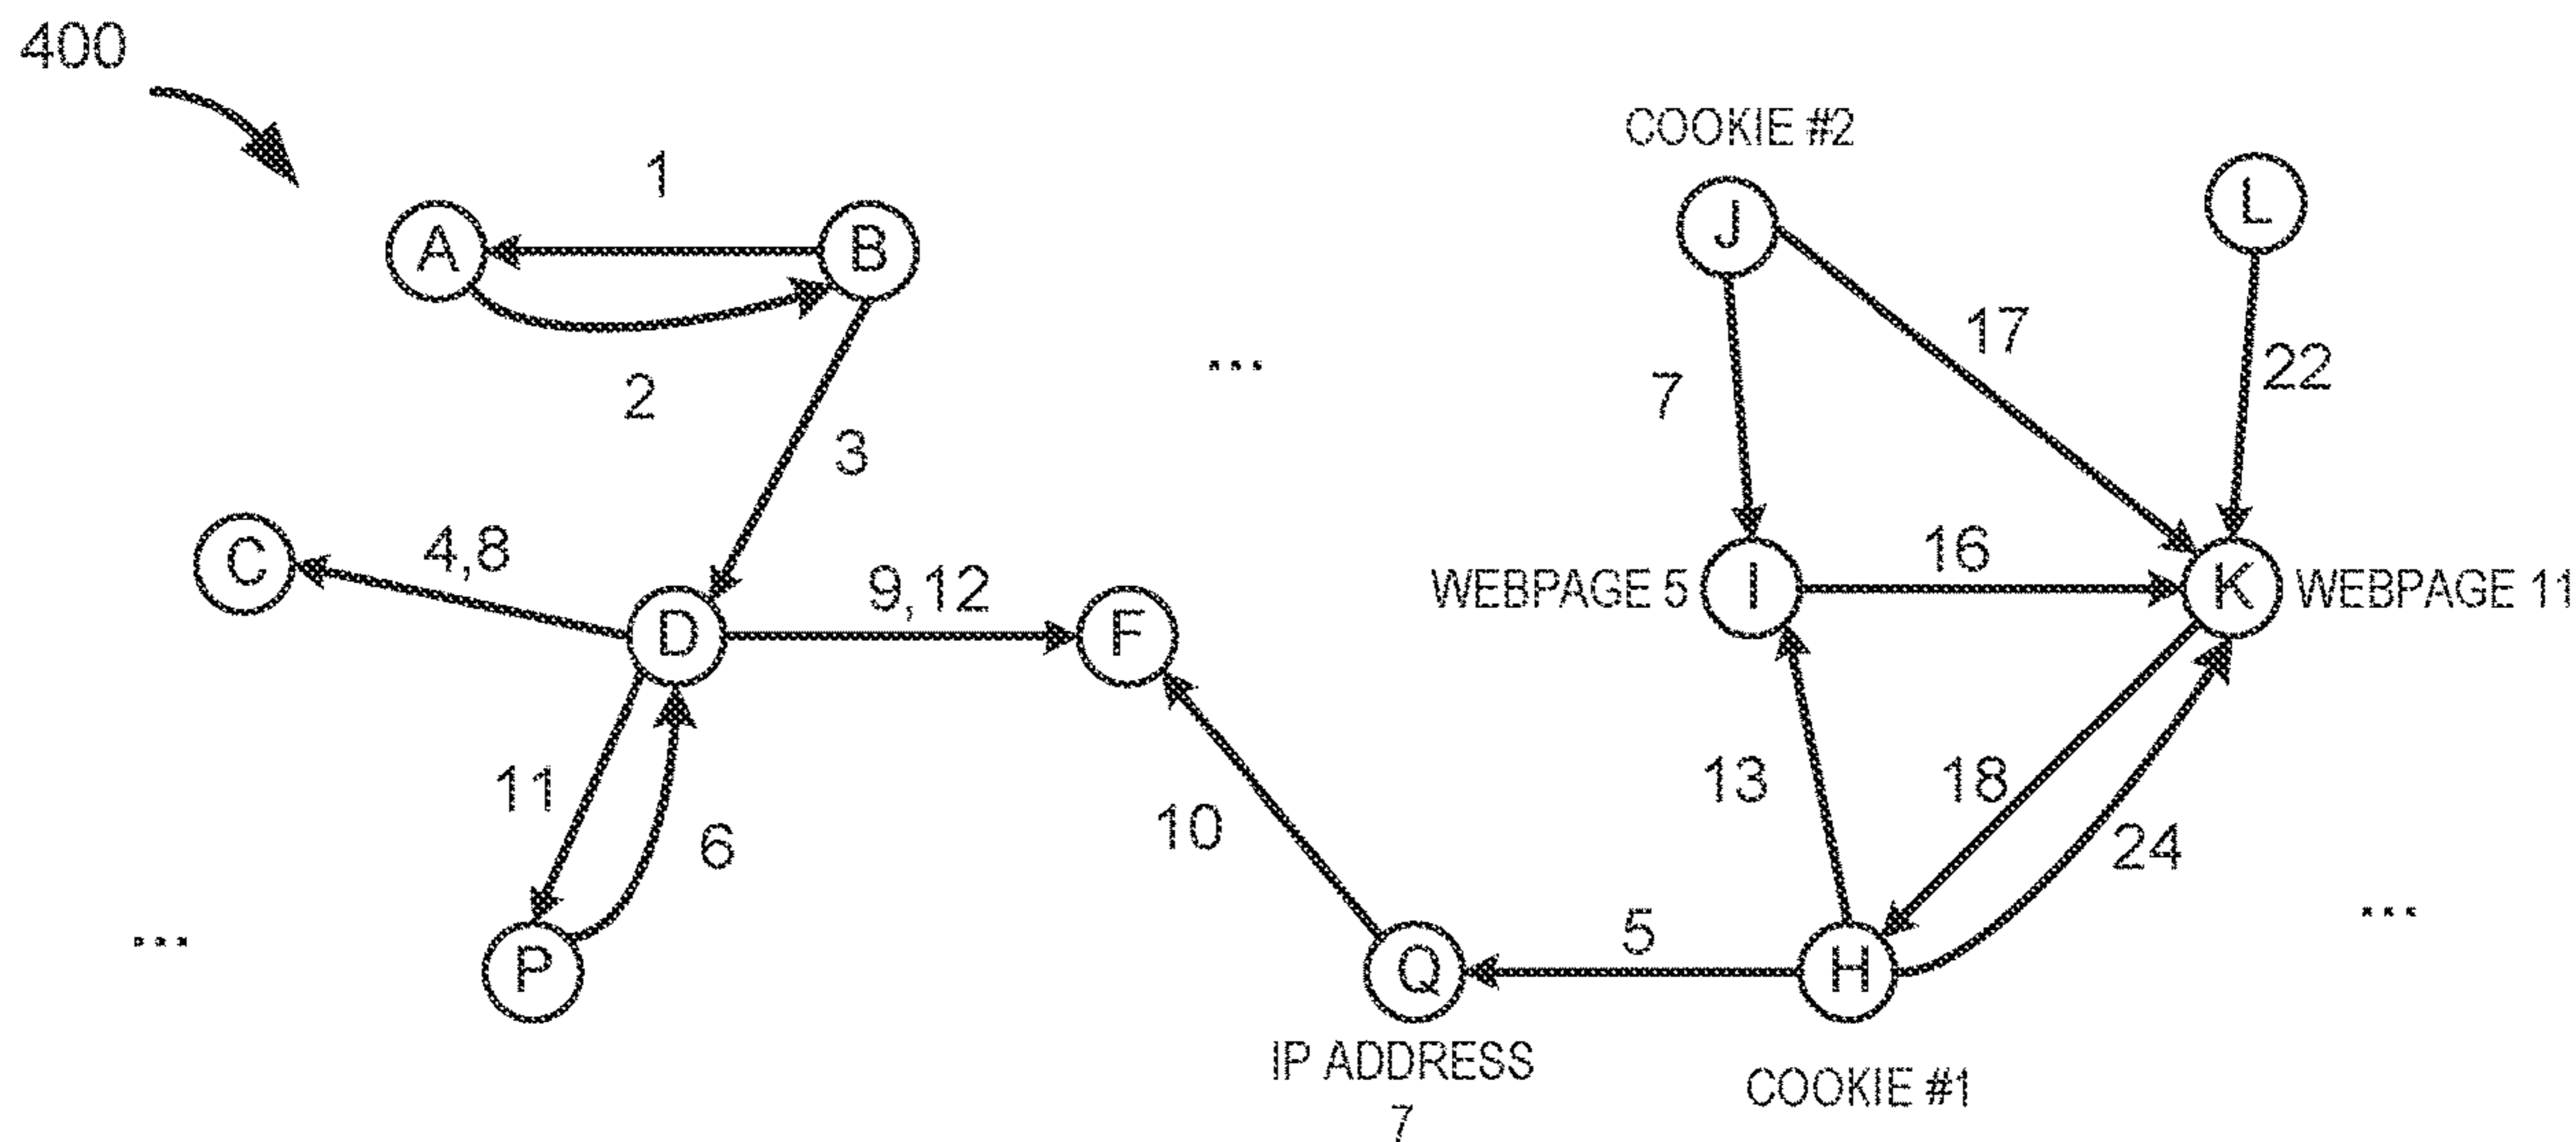 400
COOKIE #2
1
A
B
J
L
2
3
17
7
22
...
C
4,8
D
9,12
F
WEBPAGE 5
I
16
K
WEBPAGE 11
11
6
10
13
18
24
...
P
Q
5
H
...
IP ADDRESS
7
COOKIE #1